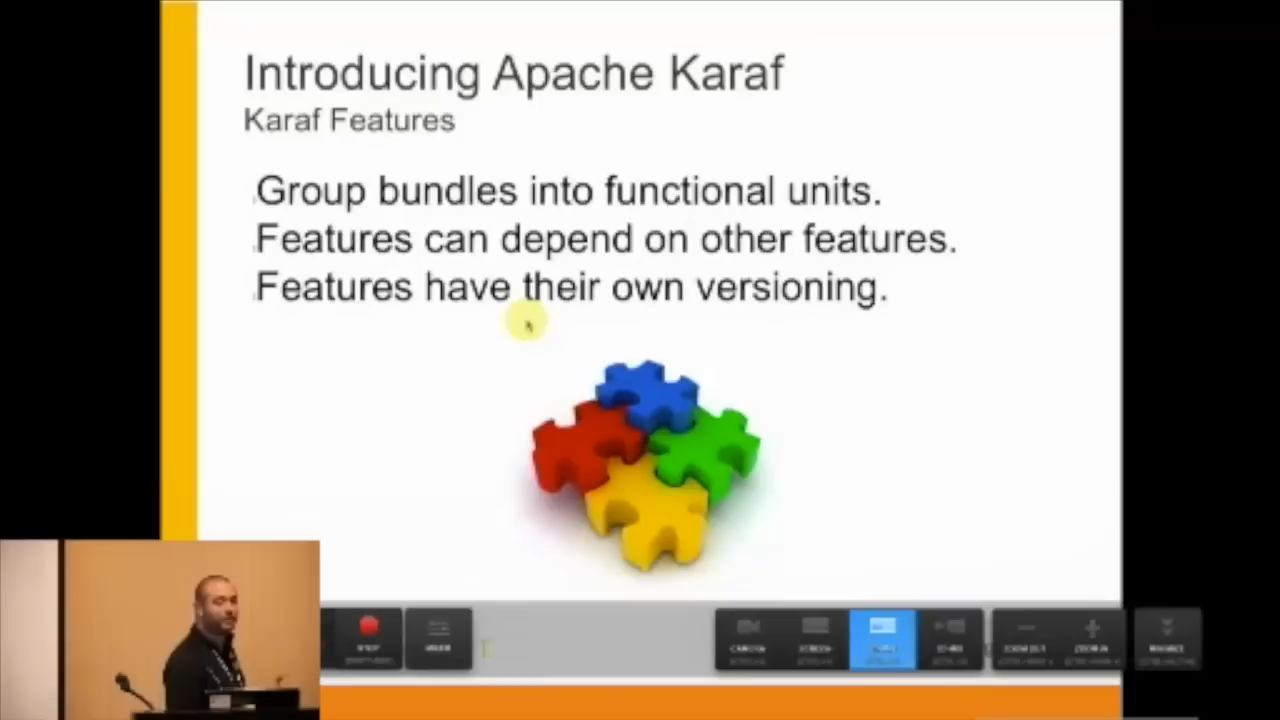 Introducing Apache Karaf
Karaf Features
Group bundles into functional units.
Features can depend on other features.
Features have their own versioning.